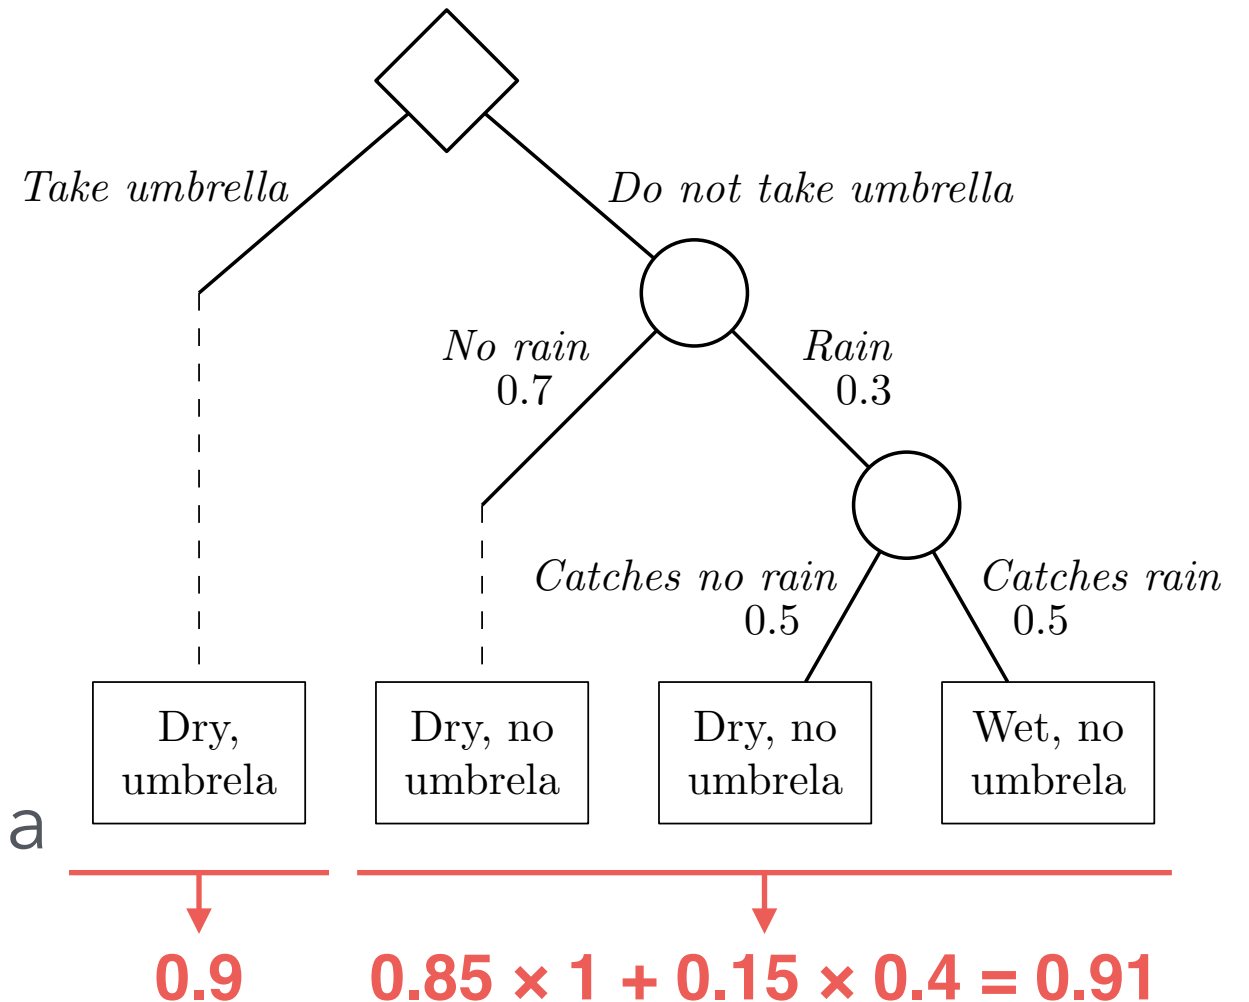 Take umbrella
Do not take umbrella
No rain
0.7
Rain
0.3
Catches no rain
0.5
Catches rain
0.5
Dry,
umbrela
Dry, no
umbrela
Dry, no
umbrela
Wet, no
umbrela
a
0.9
0.85 × 1 + 0.15 × 0.4 = 0.91